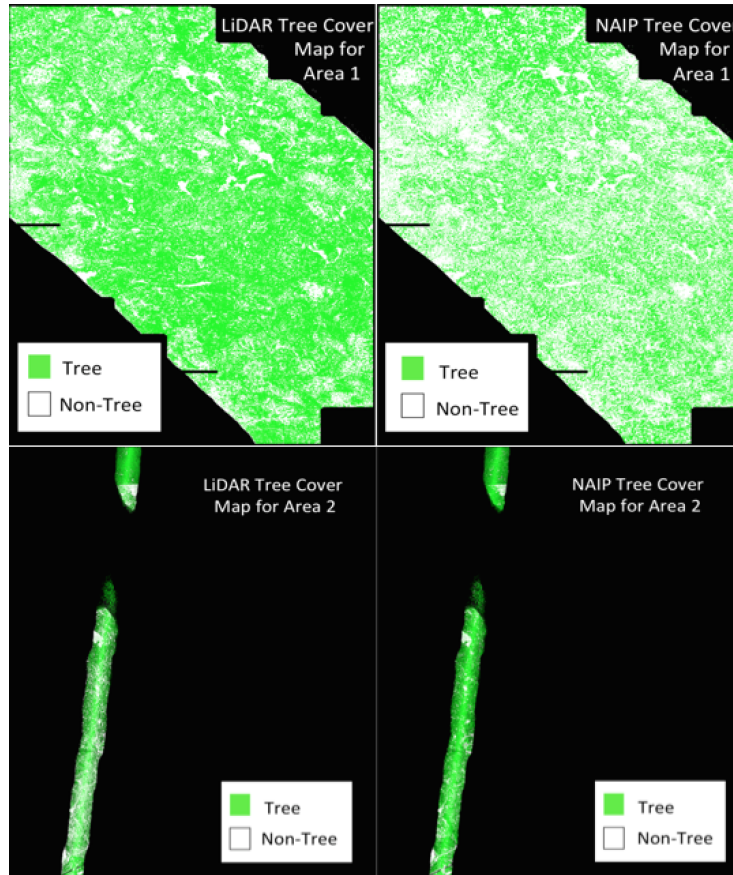 LiDAR Tree Cover
Map for
Area 1
Tree
Non-Tree
NAIP Tree Cove
Map for
Area 1
Tree
Non-Tree
LiDAR Tree Cover
Map for Area 2
Tree
Non-Tree
NAIP Tree Cover
Map for Area 2
Tree
Non-Tree